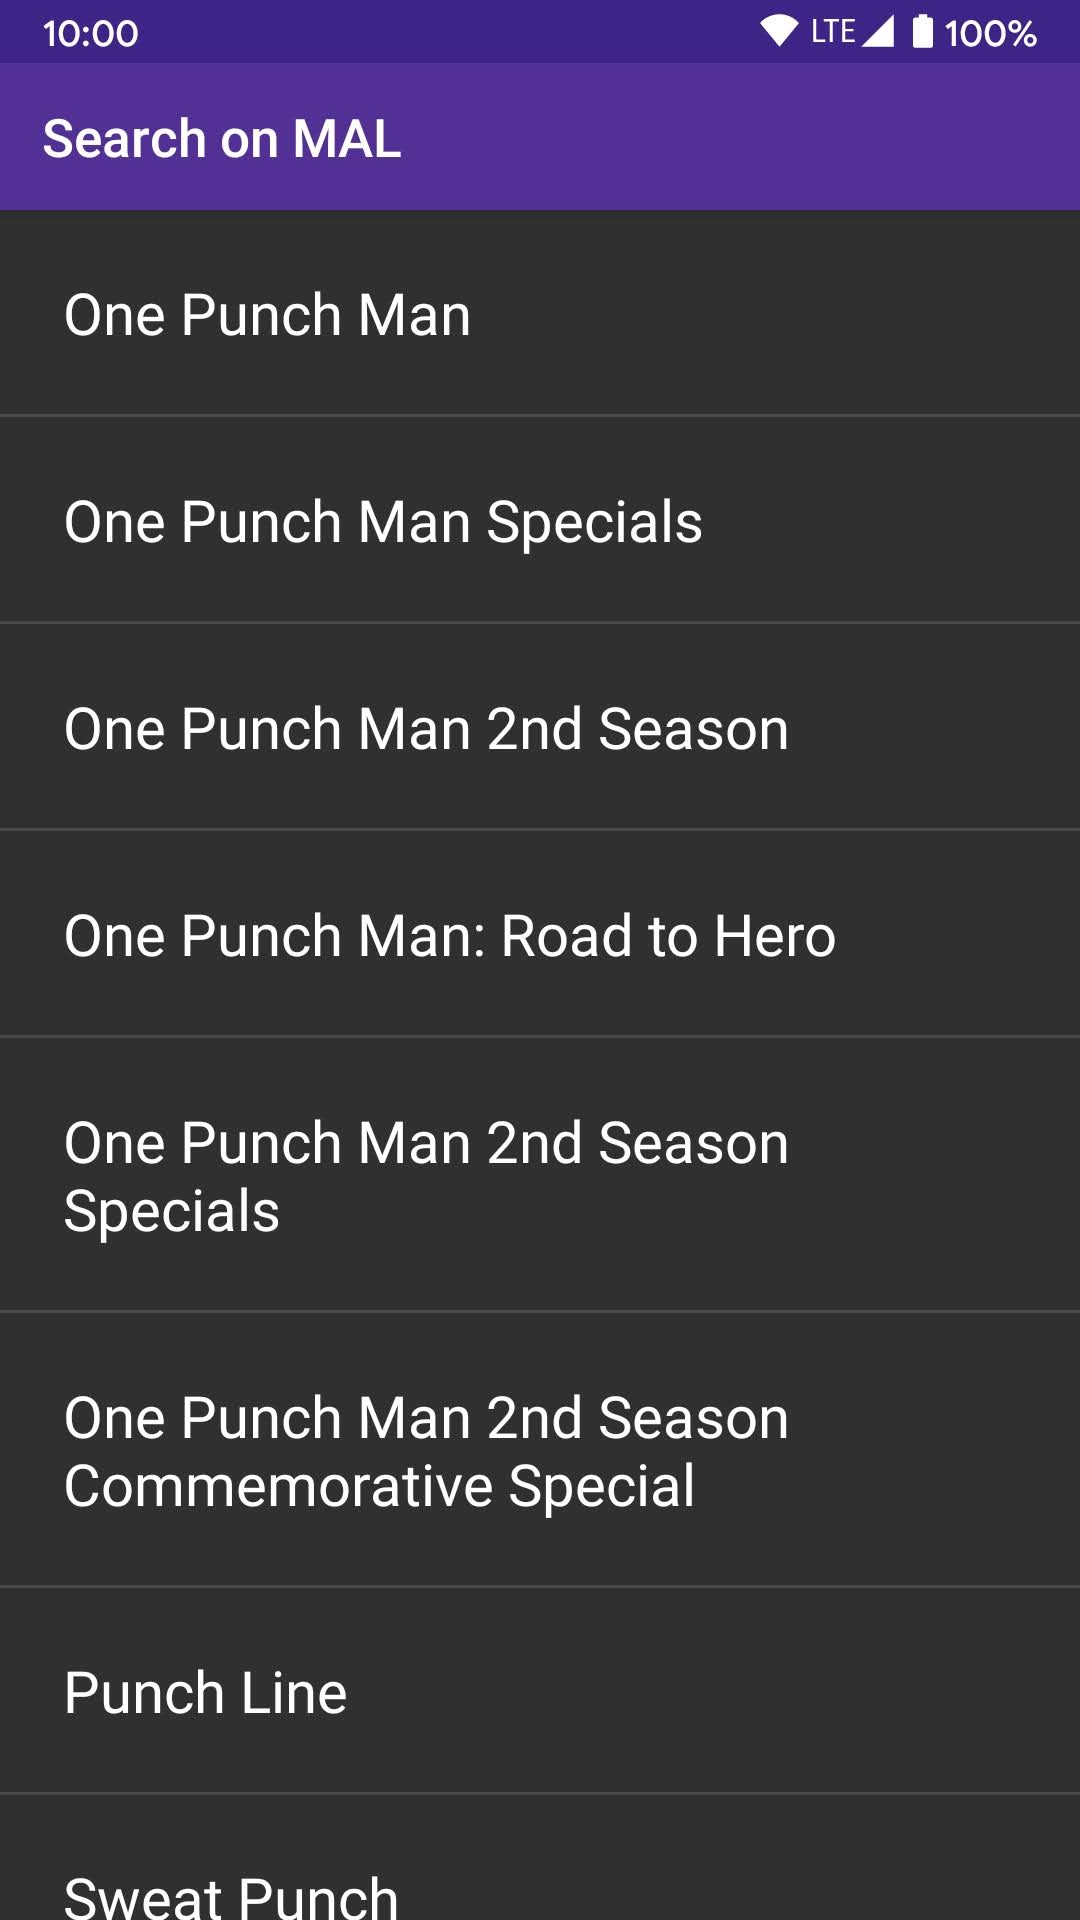 10:00 LTE 100%
Search on MAL
One Punch Man
One Punch Man Specials
One Punch Man 2nd Season
One Punch Man: Road to Hero
One Punch Man 2nd Season
Specials
One Punch Man 2nd Season
Commemorative Special
Punch Line
Sweat Punch